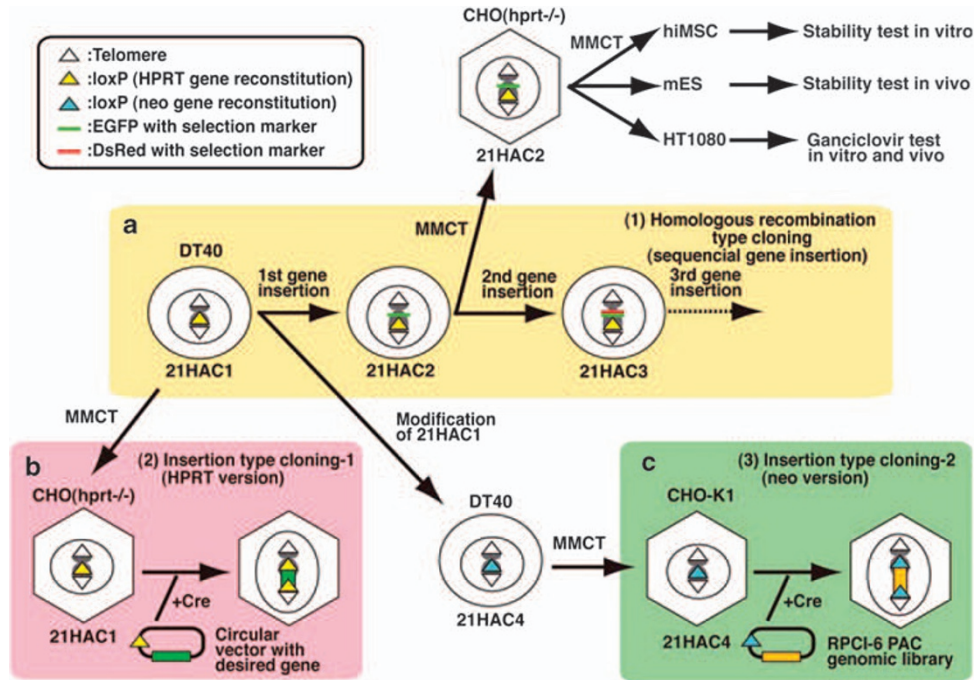 CHO(hprt-/-)
MMCT
hiMSC
Stability test in vitro
mES
Stability test in vivo
HT1080
Ganciclovir test
in vitro and vivo
21HAC2
:Telomere
:loxP (HPRT gene reconstitution)
:loxP (neo gene reconstitution)
:EGFP with selection marker
:DsRed with selection marker
a
MMCT
(1) Homologous recombination
type cloning
(sequencial gene insertion)
DT40
1st gene
insertion
2nd gene
insertion
3rd gene
insertion
21HAC1
21HAC2
21HAC3
MMCT
Modification
of 21HAC1
b
(2) Insertion type cloning-1
(HPRT version)
CHO(hprt-/-)
+Cre
21HAC1
Circular
vector with
desired gene
DT40
MMCT
21HAC4
c
(3) Insertion type cloning-2
(neo version)
CHO-K1
+Cre
21HAC4
RPCI-6 PAC
genomic library